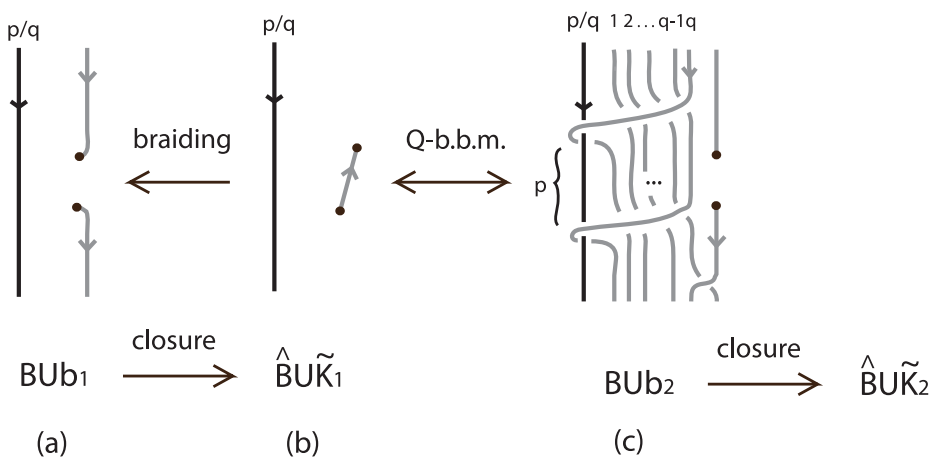 p/q
p/q
p/q 1 2 ... q-1 q
braiding
Q-b.b.m.
p
...
closure
closure
BUb₁
B̂UK̃₁
BUb₂
B̂UK̃₂
(a)
(b)
(c)